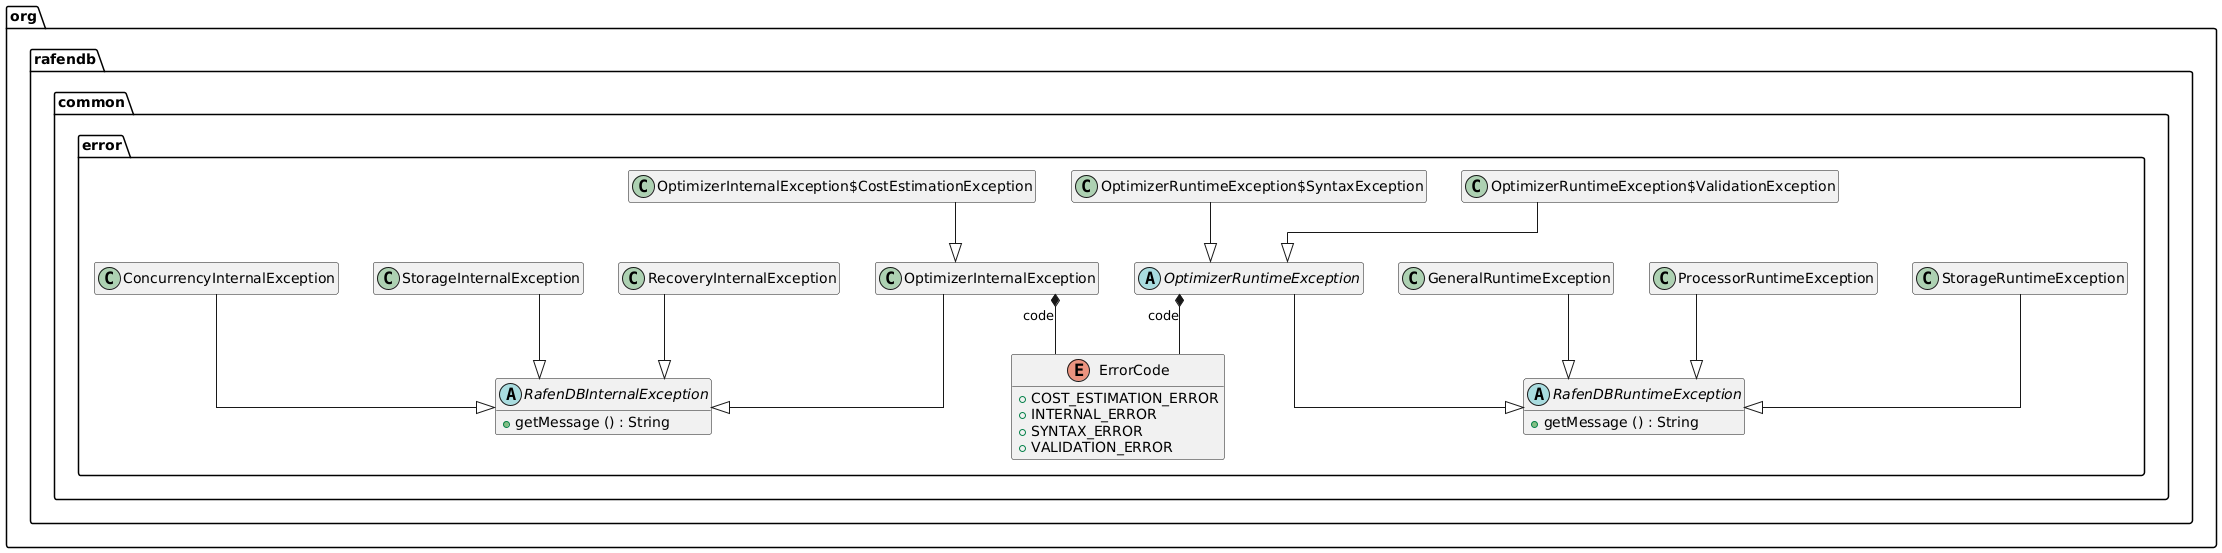 org
rafendb
common
error
C OptimizerInternalException$CostEstimationException
C OptimizerRuntimeException$SyntaxException
C OptimizerRuntimeException$ValidationException
C ConcurrencyInternalException
C StorageInternalException
C RecoveryInternalException
C OptimizerInternalException
A OptimizerRuntimeException
C GeneralRuntimeException
C ProcessorRuntimeException
C StorageRuntimeException
code
code
A RafenDBInternalException
getMessage () : String
E ErrorCode
COST_ESTIMATION_ERROR
INTERNAL_ERROR
SYNTAX_ERROR
VALIDATION_ERROR
A RafenDBRuntimeException
getMessage () : String